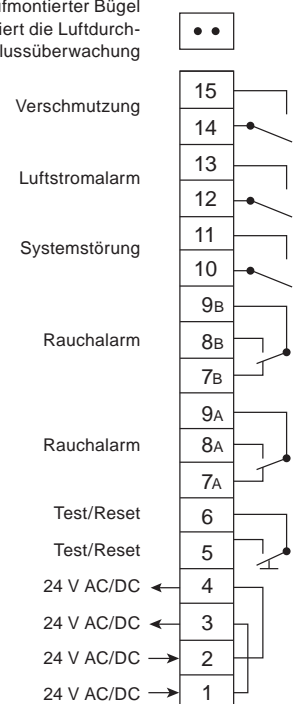 ufmontierter Bügel
iert die Luftdurch-
lussüberwachung
15
Verschmutzung
14
13
Luftstromalarm
12
11
Systemstörung
10
9B
Rauchalarm 8B
7B
9A
Rauchalarm 8A
7A
Test/Reset 6
Test/Reset 5
24 V AC/DC 4
24 V AC/DC 3
24 V AC/DC 2
24 V AC/DC 1